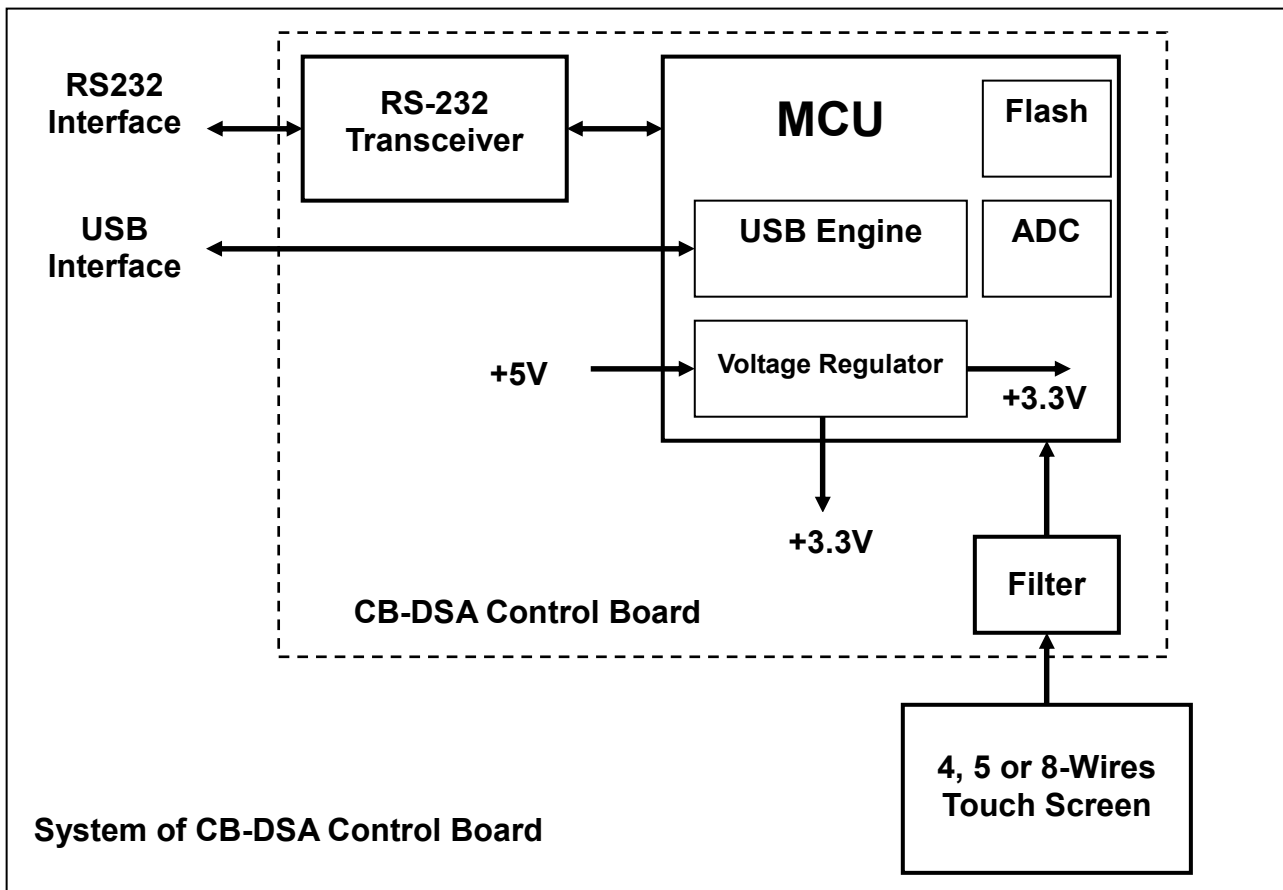 RS232
Interface
RS-232
Transceiver
MCU
Flash
USB
Interface
USB Engine
ADC
+5V
Voltage Regulator
+3.3V
+3.3V
Filter
CB-DSA Control Board
4, 5 or 8-Wires
Touch Screen
System of CB-DSA Control Board